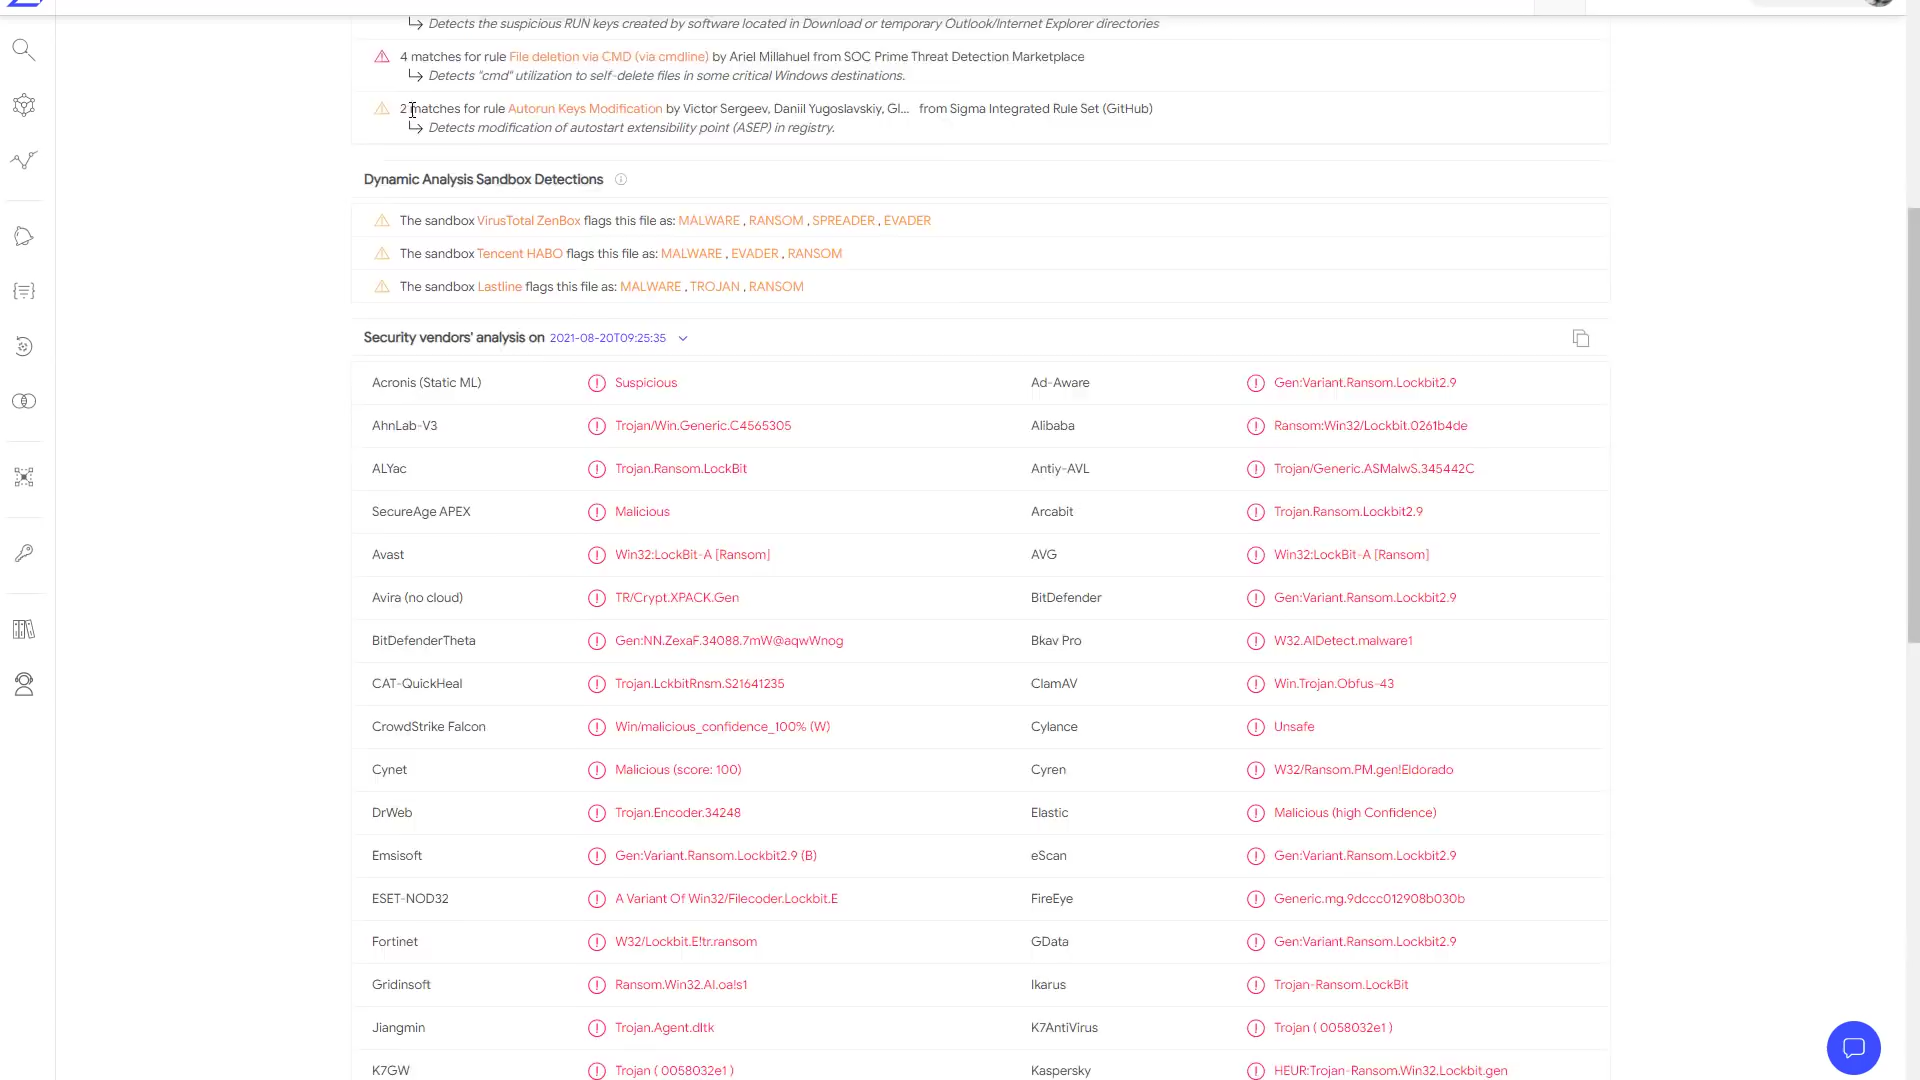 Detects the suspicious RUN keys created by software located in Download or temporary Outlook/Internet Explorer directories
4 matches for rule File deletion via CMD (via cmdline) by Ariel Millahuel from SOC Prime Threat Detection Marketplace
Detects "cmd" utilization to self-delete files in some critical Windows destinations.
2 matches for rule Autorun Keys Modification by Victor Sergeev, Daniil Yugoslavskiy, Gl... from Sigma Integrated Rule Set (GitHub)
Detects modification of autostart extensibility point (ASEP) in registry.
Dynamic Analysis Sandbox Detections
The sandbox VirusTotal ZenBox flags this file as: MALWARE , RANSOM , SPREADER , EVADER
The sandbox Tencent HABO flags this file as: MALWARE , EVADER , RANSOM
The sandbox Lastline flags this file as: MALWARE , TROJAN , RANSOM
Security vendors' analysis on 2021-08-20T09:25:35
Acronis (Static ML) Suspicious Ad-Aware Gen:Variant.Ransom.Lockbit2.9
AhnLab-V3 Trojan/Win.Generic.C4565305 Alibaba Ransom:Win32/Lockbit.0261b4de
ALYac Trojan.Ransom.LockBit Antiy-AVL Trojan/Generic.ASMalwS.345442C
SecureAge APEX Malicious Arcabit Trojan.Ransom.Lockbit2.9
Avast Win32:LockBit-A [Ransom] AVG Win32:LockBit-A [Ransom]
Avira (no cloud) TR/Crypt.XPACK.Gen BitDefender Gen:Variant.Ransom.Lockbit2.9
BitDefenderTheta Gen:NN.ZexaF.34088.7mW@aqwWnog Bkav Pro W32.AIDetect.malware1
CAT-QuickHeal Trojan.LckbitRnsm.S21641235 ClamAV Win.Trojan.Obfus-43
CrowdStrike Falcon Win/malicious_confidence_100% (W) Cylance Unsafe
Cynet Malicious (score: 100) Cyren W32/Ransom.PM.gen!Eldorado
DrWeb Trojan.Encoder.34248 Elastic Malicious (high Confidence)
Emsisoft Gen:Variant.Ransom.Lockbit2.9 (B) eScan Gen:Variant.Ransom.Lockbit2.9
ESET-NOD32 A Variant Of Win32/Filecoder.Lockbit.E FireEye Generic.mg.9dccc012908b030b
Fortinet W32/Lockbit.E!tr.ransom GData Gen:Variant.Ransom.Lockbit2.9
Gridinsoft Ransom.Win32.AI.oa!s1 Ikarus Trojan-Ransom.LockBit
Jiangmin Trojan.Agent.dltk K7AntiVirus Trojan ( 0058032e1 )
K7GW Trojan ( 0058032e1 ) Kaspersky HEUR:Trojan-Ransom.Win32.Lockbit.gen